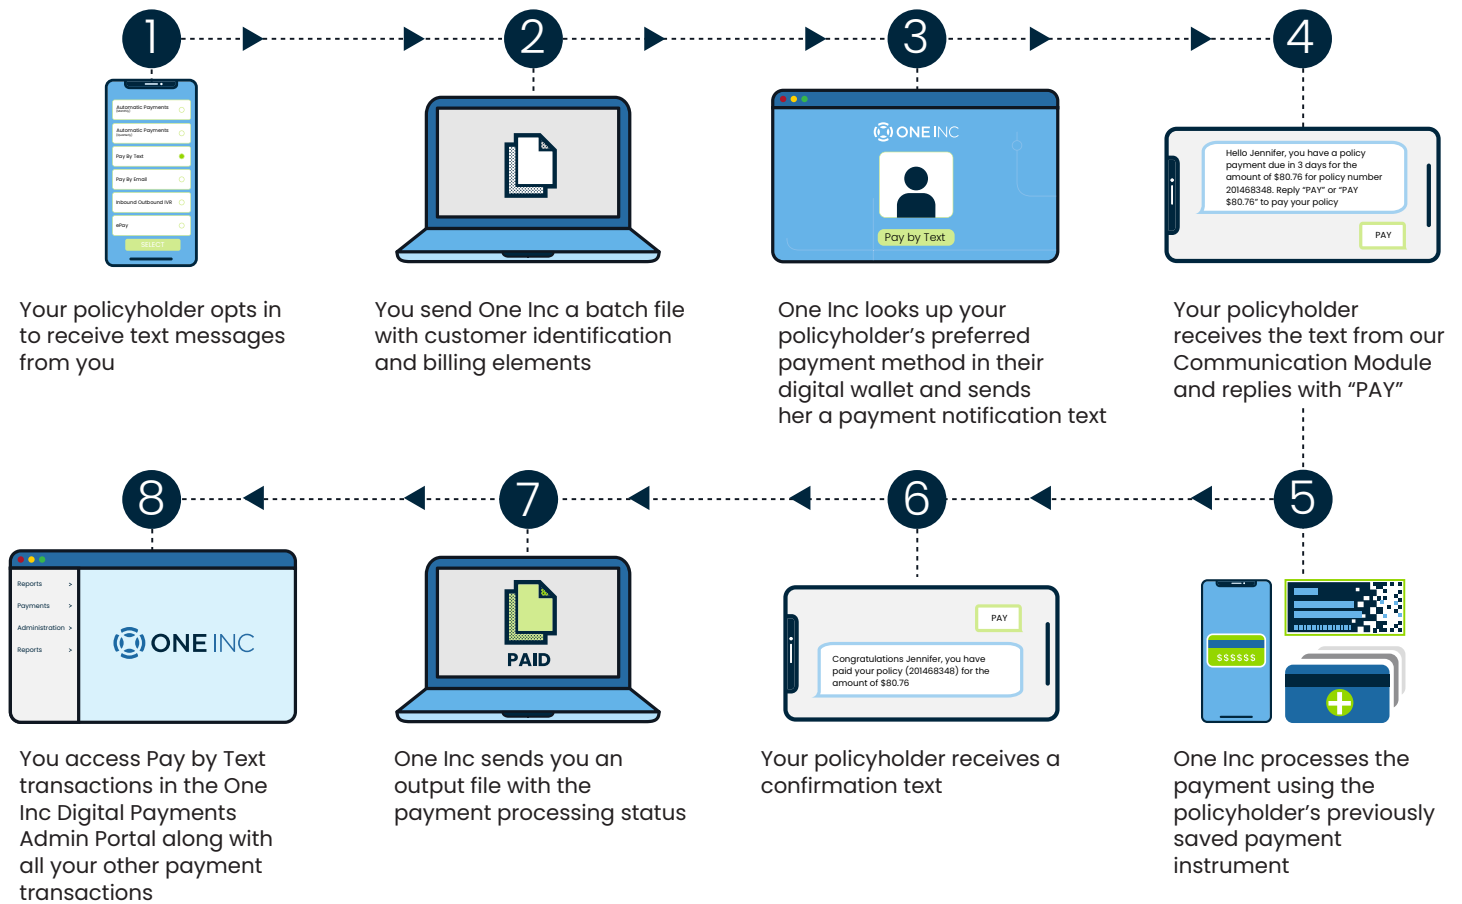 1
2
3
4
Automatic Payments
(Monthly)
Automatic Payments
(Quarterly)
Pay By Text
Pay By Email
Inbound Outbound IVR
ePay
SELECT
ONE INC
Pay by Text
Hello Jennifer, you have a policy
payment due in 3 days for the
amount of $80.76 for policy number
201468348. Reply “PAY” or “PAY
$80.76” to pay your policy
PAY
Your policyholder opts in
to receive text messages
from you
You send One Inc a batch file
with customer identification
and billing elements
One Inc looks up your
policyholder’s preferred
payment method in their
digital wallet and sends
her a payment notification text
Your policyholder
receives the text from our
Communication Module
and replies with “PAY”
5
One Inc processes the
payment using the
policyholder’s previously
saved payment
instrument
$$$$$$
6
PAY
Congratulations Jennifer, you have
paid your policy (201468348) for the
amount of $80.76
Your policyholder receives a
confirmation text
7
PAID
One Inc sends you an
output file with the
payment processing status
8
Reports >
Payments >
Administration >
Reports >
ONE INC
You access Pay by Text
transactions in the One
Inc Digital Payments
Admin Portal along with
all your other payment
transactions